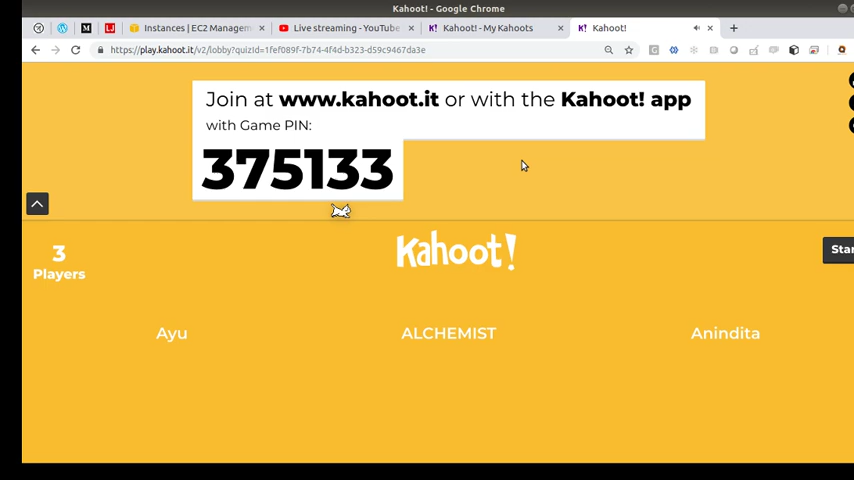 Kahoot! - Google Chrome
Instances | EC2 Managem
Live streaming - YouTube
Kahoot! - My Kahoots
Kahoot!
https://play.kahoot.it/v2/lobby?quizId=1fef089f-7b74-4f4d-b323-d59c9467da3e
Join at www.kahoot.it or with the Kahoot! app
with Game PIN:
375133
3
Players
Kahoot!
Star
Ayu
ALCHEMIST
Anindita